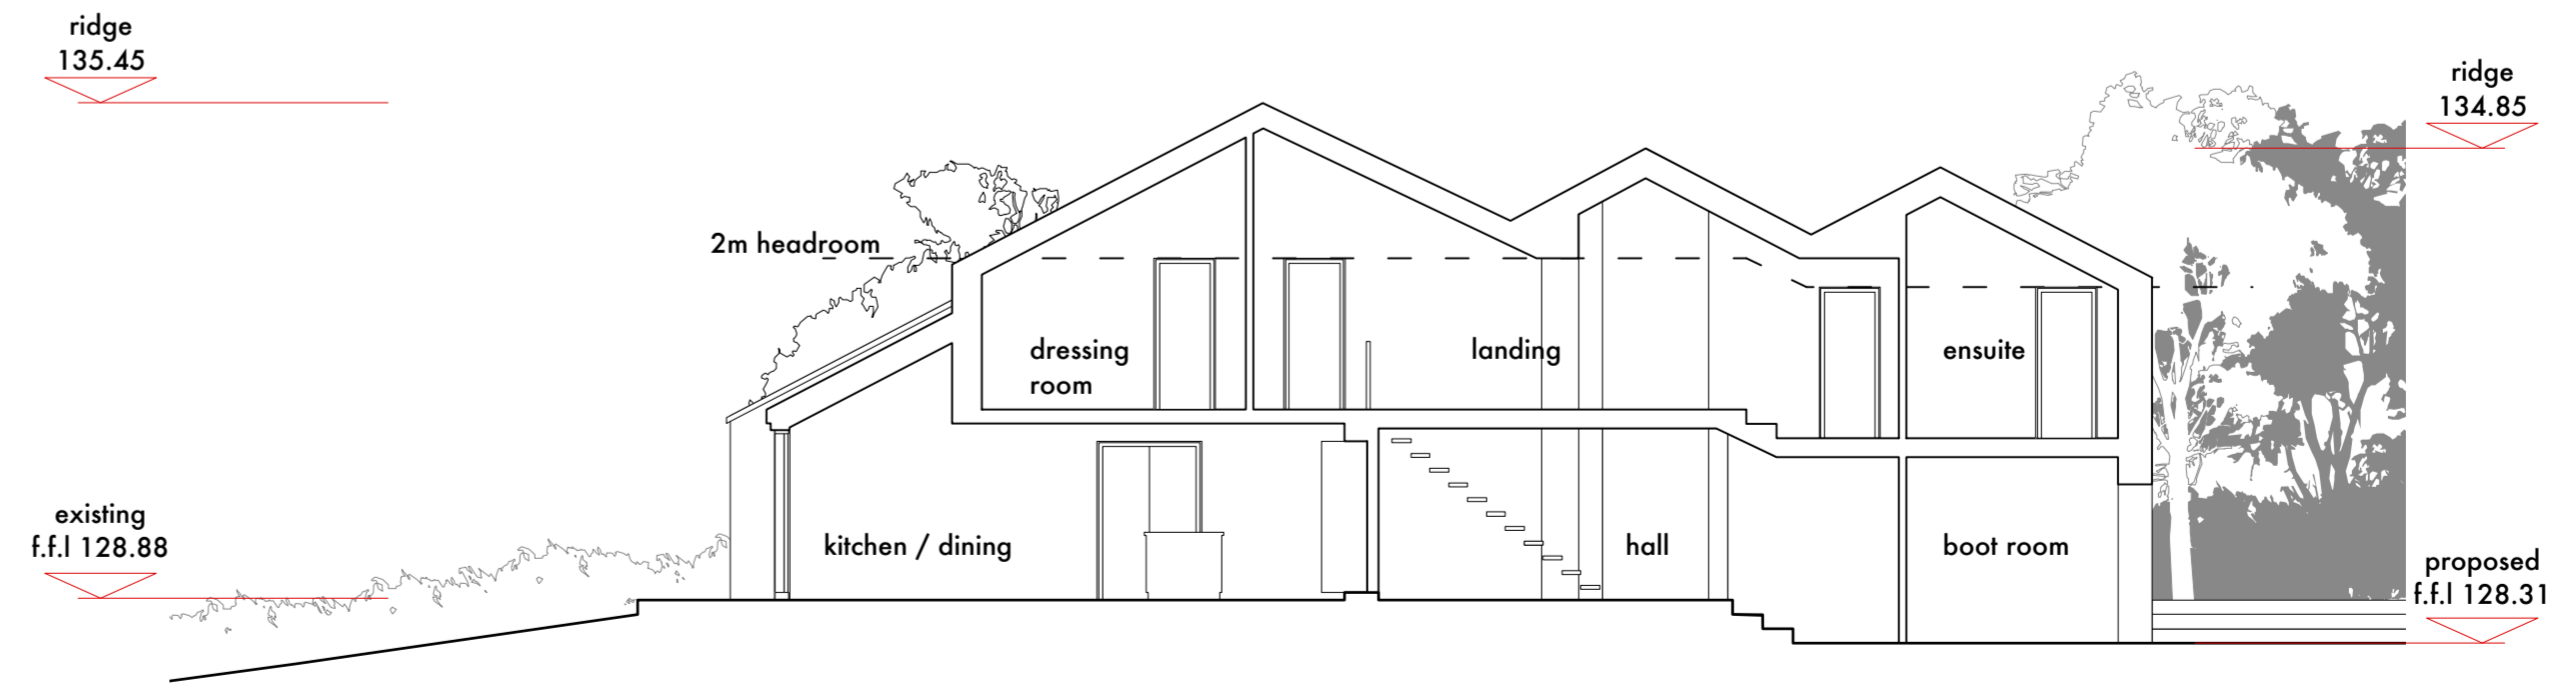 ridge
135.45
ridge
134.85
2m headroom
dressing
room
landing
ensuite
existing
f.f.l 128.88
kitchen / dining
hall
boot room
proposed
f.f.l 128.31